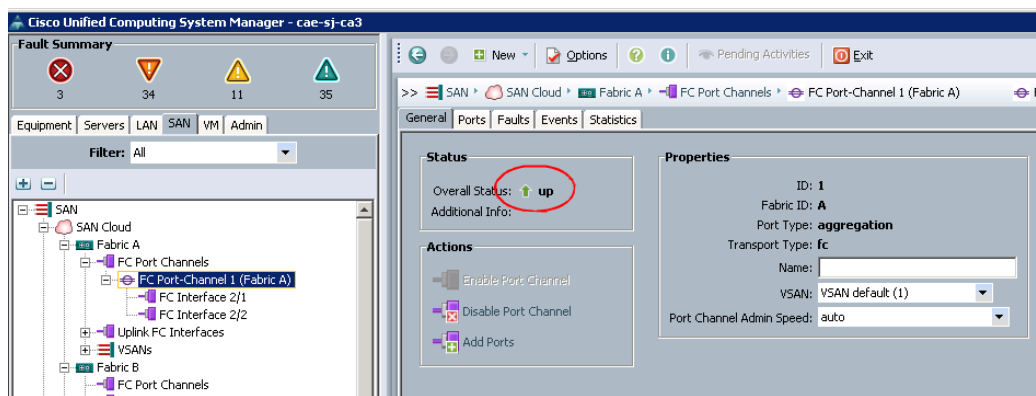 Cisco Unified Computing System Manager - cae-sj-ca3
Fault Summary
3 34 11 35
New Options ? i Pending Activities Exit
>> SAN SAN Cloud Fabric A FC Port Channels FC Port-Channel 1 (Fabric A)
Equipment Servers LAN SAN VM Admin
Filter: All
General Ports Faults Events Statistics
SAN
SAN Cloud
Fabric A
FC Port Channels
FC Port-Channel 1 (Fabric A)
FC Interface 2/1
FC Interface 2/2
Uplink FC Interfaces
VSANs
Fabric B
FC Port Channels
Status
Overall Status: up
Additional Info:
Actions
Enable Port Channel
Disable Port Channel
Add Ports
Properties
ID: 1
Fabric ID: A
Port Type: aggregation
Transport Type: fc
Name:
VSAN: VSAN default (1)
Port Channel Admin Speed: auto